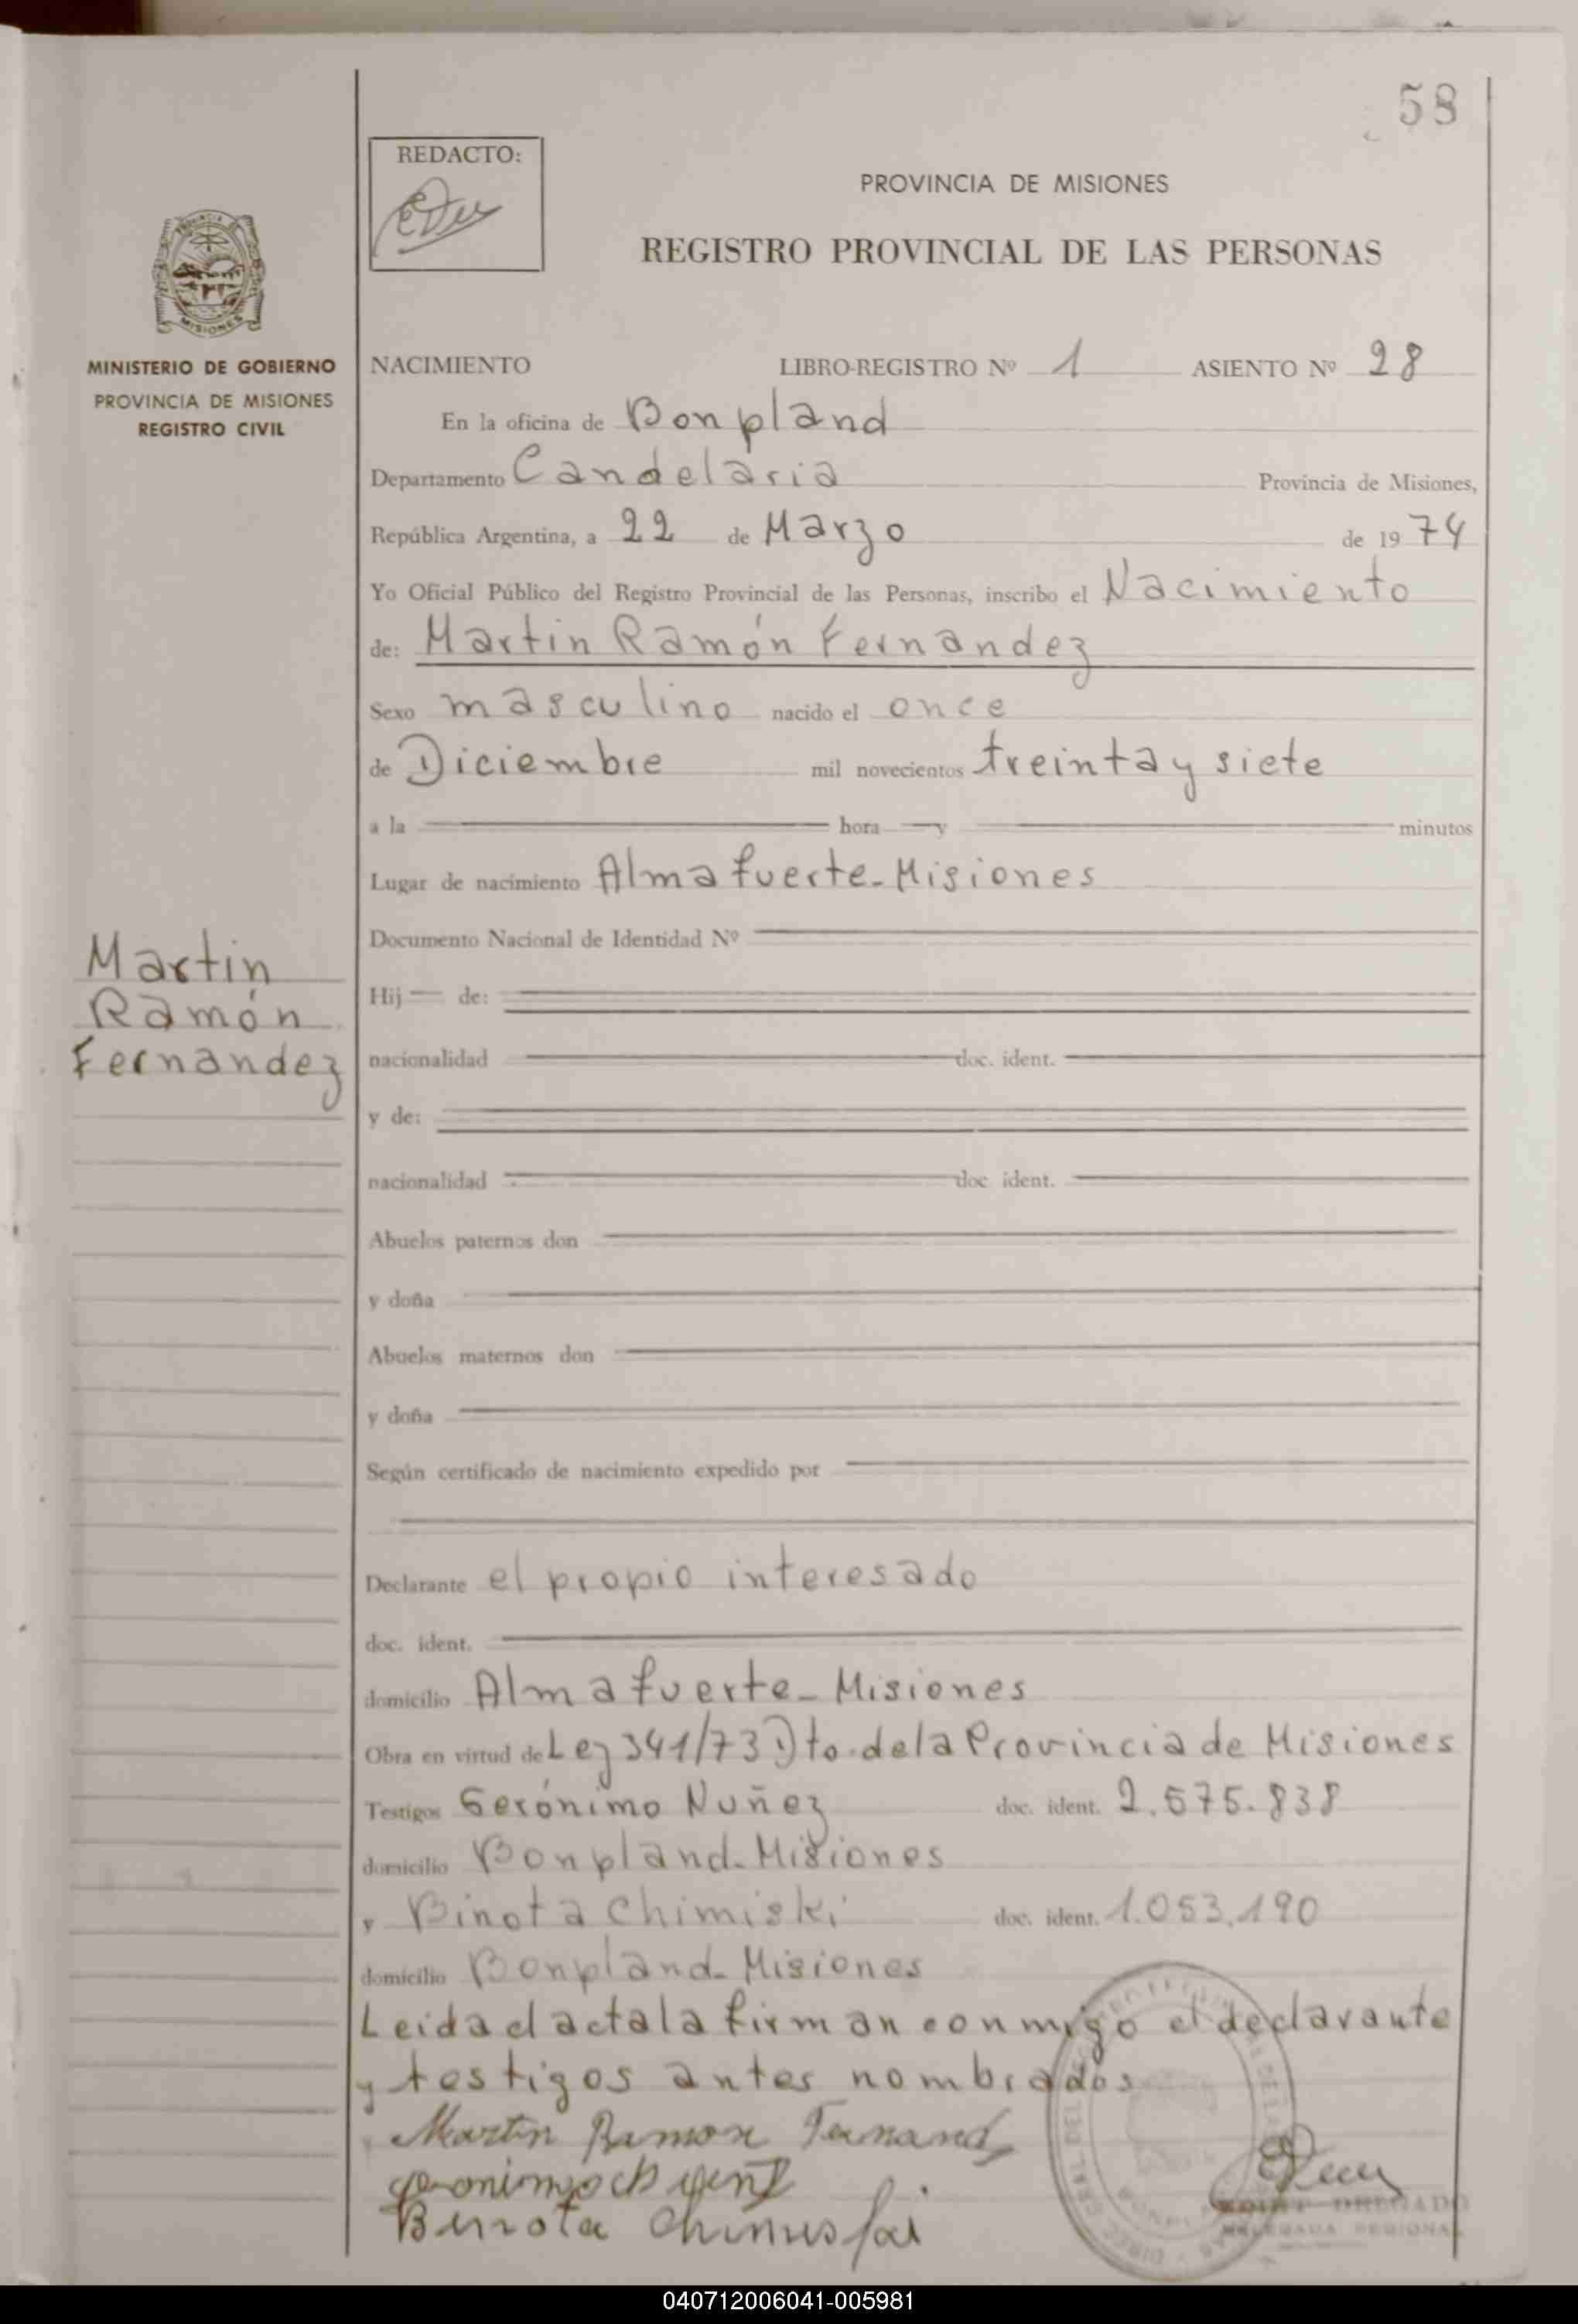 58
REDACTO:
PROVINCIA DE MISIONES
REGISTRO PROVINCIAL DE LAS PERSONAS
MISIONES
MINISTERIO DE GOBIERNO
PROVINCIA DE MISIONES
REGISTRO CIVIL
NACIMIENTO LIBRO-REGISTRO Nº 1 ASIENTO Nº 28
En la oficina de Bonpland
Departamento Candelaria Provincia de Misiones,
República Argentina, a 22 de Marzo de 1974
Yo Oficial Público del Registro Provincial de las Personas, inscribo el Nacimiento
de: Martin Ramón Fernandez
Sexo masculino nacido el once
de Diciembre mil novecientos treinta y siete
a la hora y minutos
Lugar de nacimiento Alma fuerte - Misiones
Documento Nacional de Identidad Nº
Martin
Ramón
Fernandez
Hij de:
nacionalidad doc. ident.
y de:
nacionalidad doc ident.
Abuelos paternos don
y doña
Abuelos maternos don
y doña
Según certificado de nacimiento expedido por
Declarante el propio interesado
doc. ident.
domicilio Alma fuerte - Misiones
Obra en virtud de Ley 341/73 Dto. de la Provincia de Misiones
Testigos Gerónimo Nuñez doc. ident. 2.575.838
domicilio Bonpland - Misiones
y Binota Chimiski doc. ident. 1.053.190
domicilio Bonpland - Misiones
Leida el acta la firman conmigo el declarante
y testigos antes nombrados
Martin Ramon Fernandez
Binota
DELEGADA REGIONAL
040712006041-005981